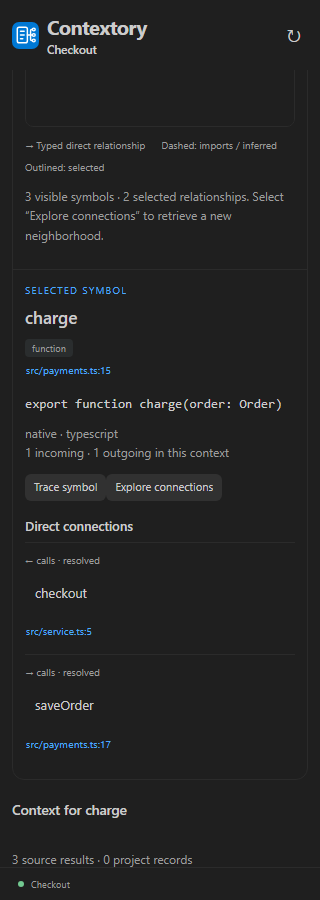 Contextory
Checkout
→ Typed direct relationship Dashed: imports / inferred
Outlined: selected
3 visible symbols · 2 selected relationships. Select
“Explore connections” to retrieve a new
neighborhood.
SELECTED SYMBOL
charge
function
src/payments.ts:15
export function charge(order: Order)
native · typescript
1 incoming · 1 outgoing in this context
Trace symbol Explore connections
Direct connections
← calls · resolved
checkout
src/service.ts:5
→ calls · resolved
saveOrder
src/payments.ts:17
Context for charge
3 source results · 0 project records
Checkout